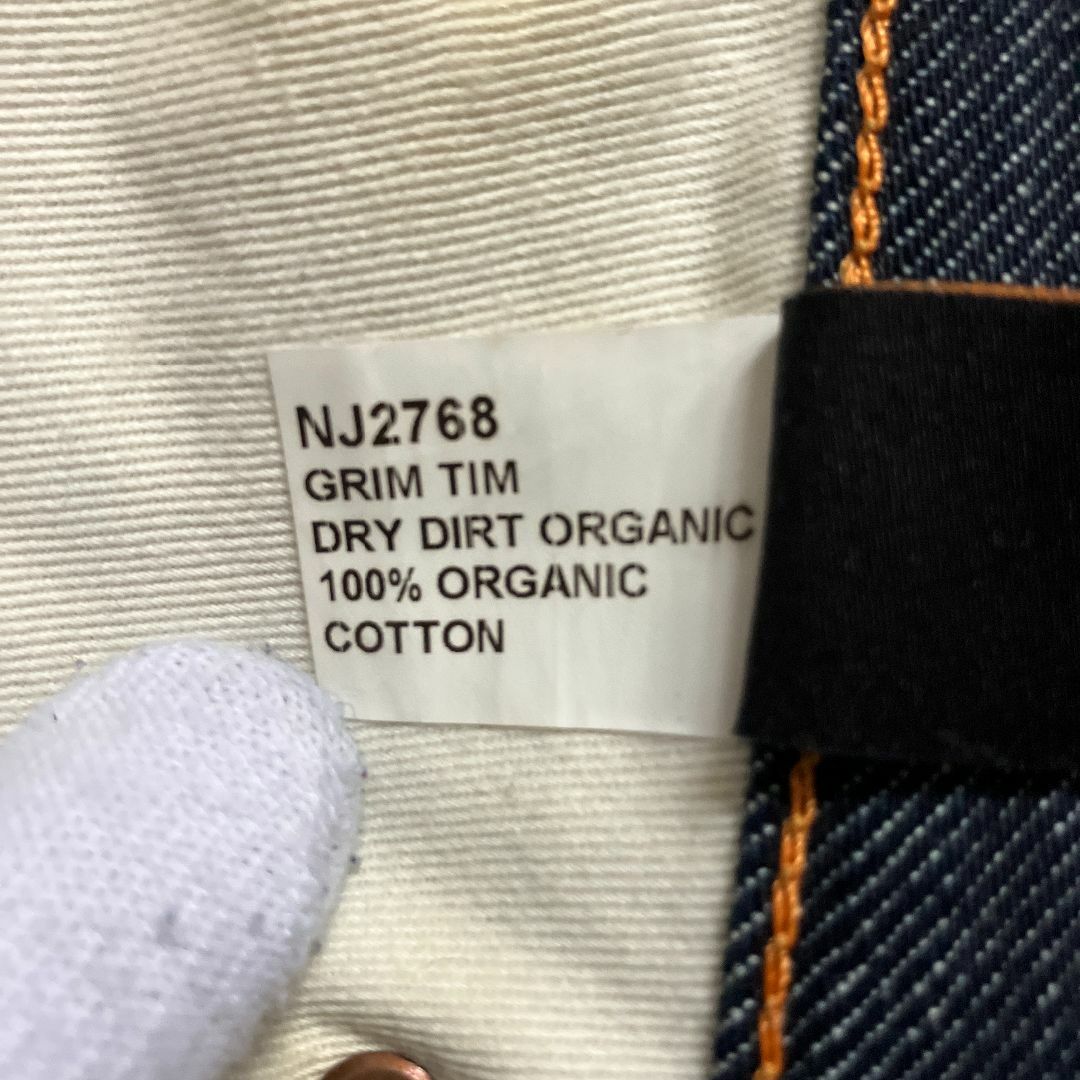 NJ2768
GRIM TIM
DRY DIRT ORGANIC
100% ORGANIC
COTTON